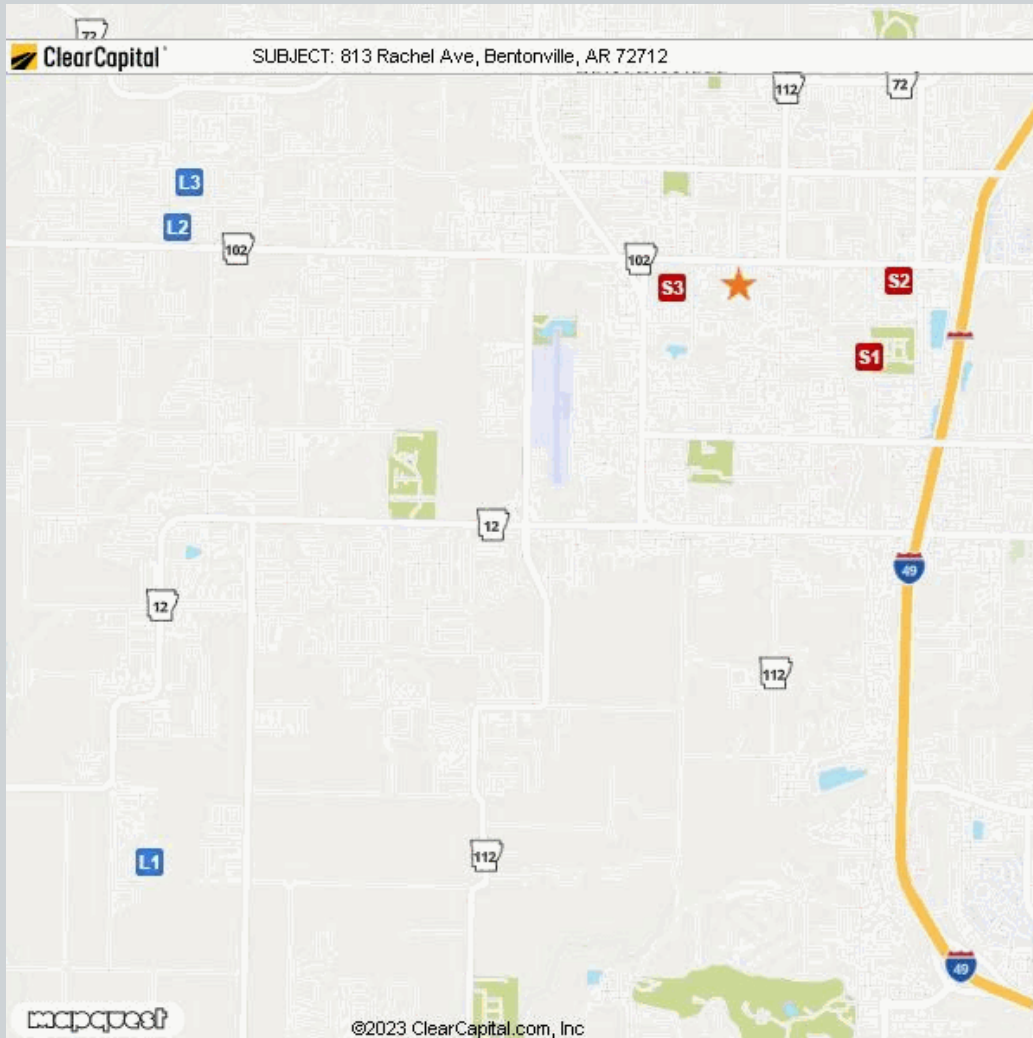 72
ClearCapital SUBJECT: 813 Rachel Ave, Bentonville, AR 72712
112
72
L3
L2
102
102
S3
S2
S1
12
49
12
112
112
L1
49
mapquest
©2023 ClearCapital.com, Inc